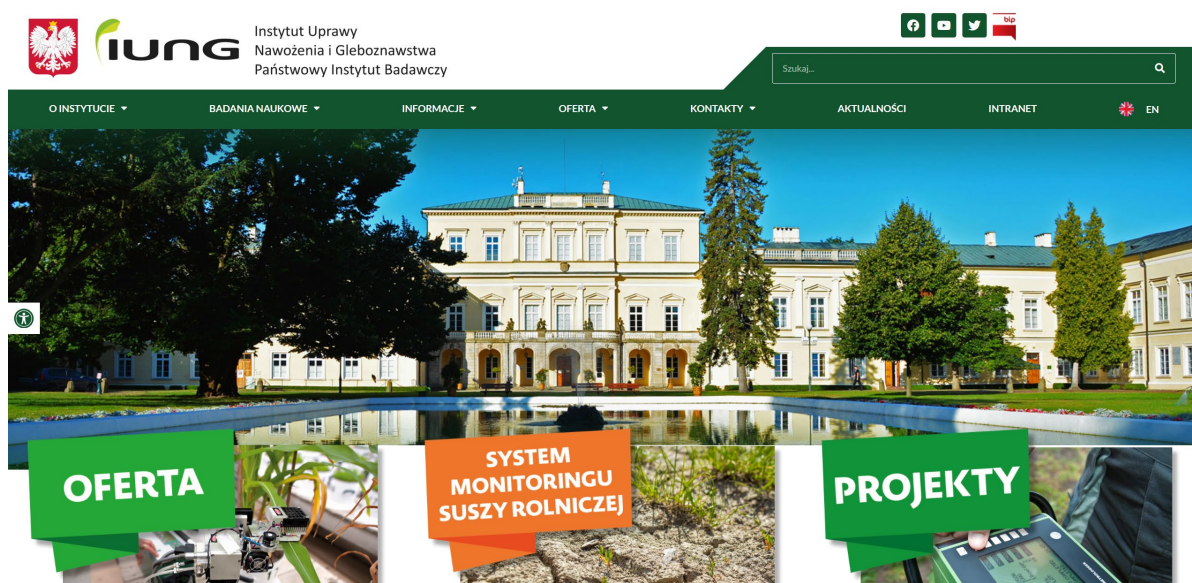 iung
Instytut Uprawy
Nawożenia i Gleboznawstwa
Państwowy Instytut Badawczy
bip
Szukaj...
O INSTYTUCIE
BADANIA NAUKOWE
INFORMACJE
OFERTA
KONTAKTY
AKTUALNOŚCI
INTRANET
EN
OFERTA
SYSTEM
MONITORINGU
SUSZY ROLNICZEJ
PROJEKTY